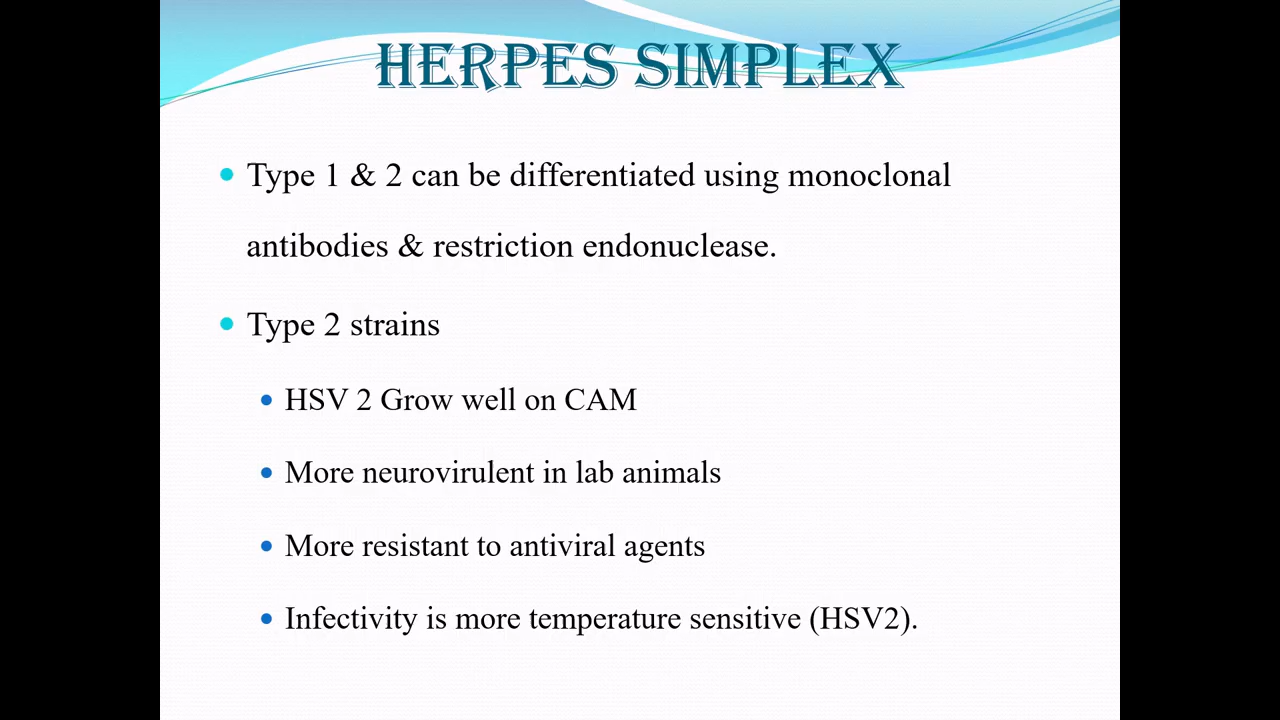 HERPES SIMPLEX
Type 1 & 2 can be differentiated using monoclonal
antibodies & restriction endonuclease.
Type 2 strains
HSV 2 Grow well on CAM
More neurovirulent in lab animals
More resistant to antiviral agents
Infectivity is more temperature sensitive (HSV2).